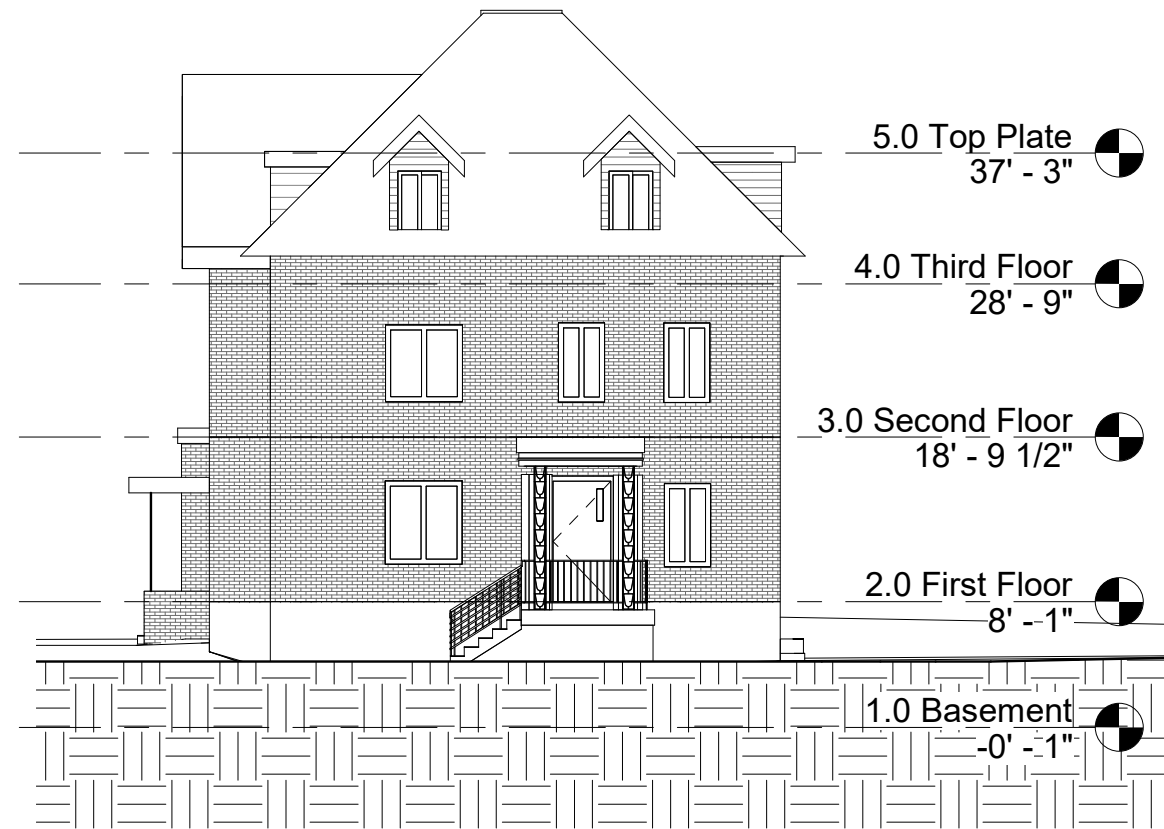 5.0 Top Plate
37' - 3"
4.0 Third Floor
28' - 9"
3.0 Second Floor
18' - 9 1/2"
2.0 First Floor
8' - 1"
1.0 Basement
-0' - 1"